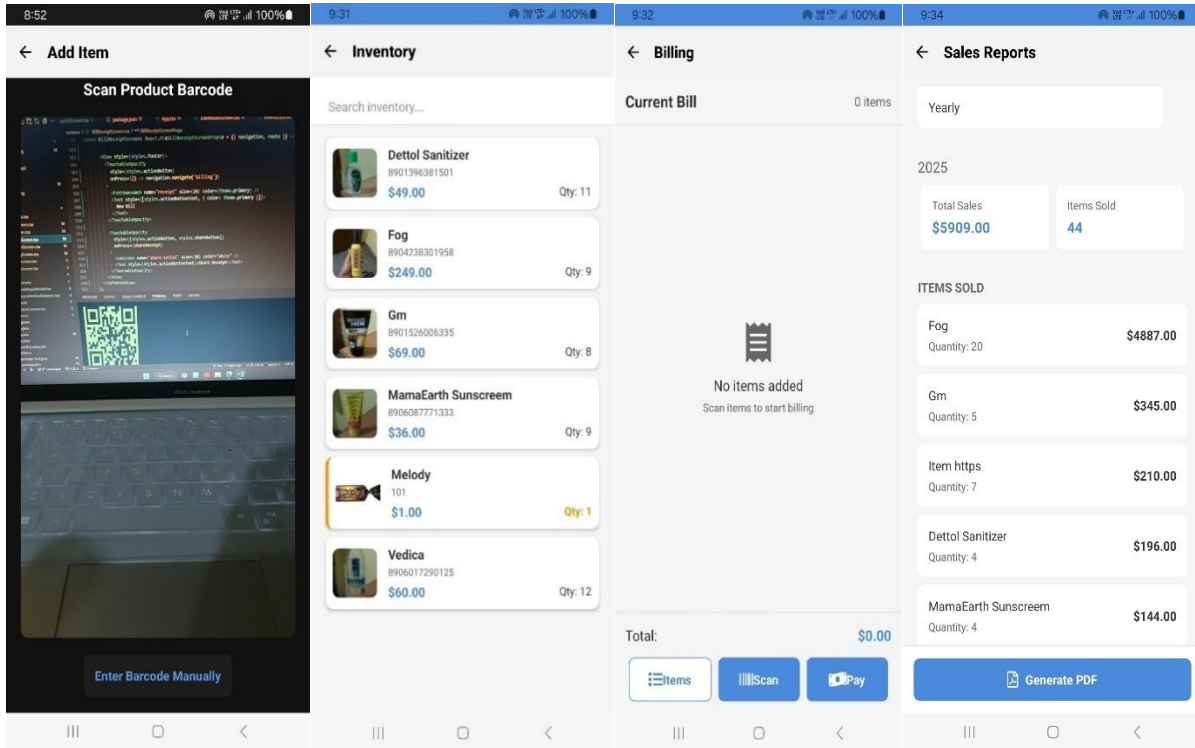 8:52
100%
Add Item
Scan Product Barcode
Enter Barcode Manually
9:31
100%
Inventory
Search inventory...
Dettol Sanitizer
8901396381501
$49.00
Qty: 11
Fog
8904238301958
$249.00
Qty: 9
Gm
8901526006335
$69.00
Qty: 8
MamaEarth Sunscreem
8906087771333
$36.00
Qty: 9
Melody
101
$1.00
Qty: 1
Vedica
8906017290125
$60.00
Qty: 12
9:32
100%
Billing
Current Bill
0 items
No items added
Scan items to start billing
Total:
$0.00
Items
Scan
Pay
9:34
100%
Sales Reports
Yearly
2025
Total Sales
$5909.00
Items Sold
44
ITEMS SOLD
Fog
Quantity: 20
$4887.00
Gm
Quantity: 5
$345.00
Item https
Quantity: 7
$210.00
Dettol Sanitizer
Quantity: 4
$196.00
MamaEarth Sunscreem
Quantity: 4
$144.00
Generate PDF